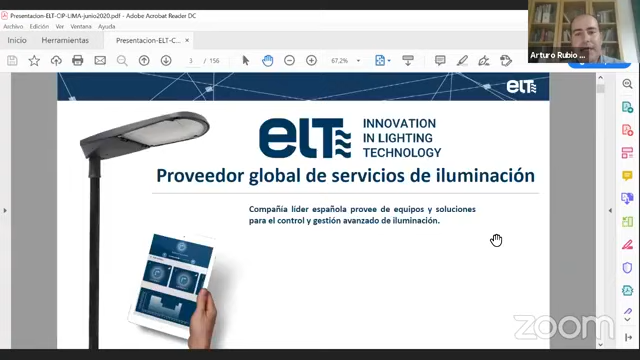 Presentacion-ELT-CIP-LIMA-junio2020.pdf - Adobe Acrobat Reader DC
Archivo Edición Ver Ventana Ayuda
Inicio Herramientas Presentacion-ELT-C... ×
3 / 156 67.2%
Arturo Rubio
ELT
ELT INNOVATION
IN LIGHTING
TECHNOLOGY
Proveedor global de servicios de iluminación
Compañia líder española provee de equipos y soluciones
para el control y gestión avanzado de iluminación.
zoom